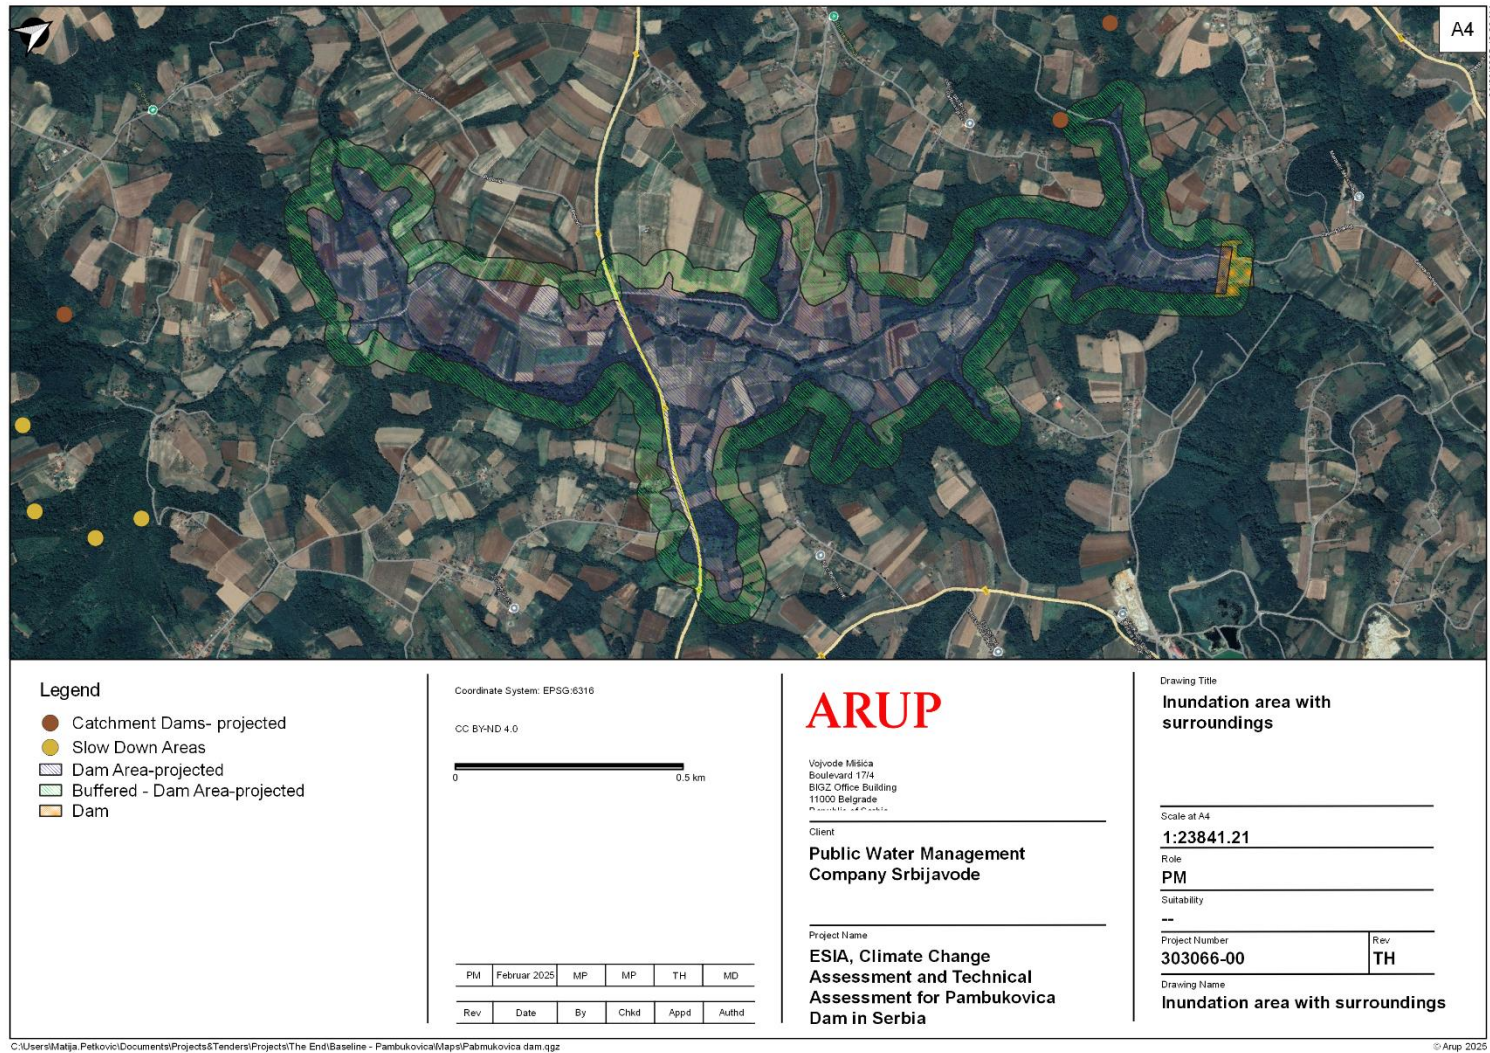 A4
Legend
Catchment Dams- projected
Slow Down Areas
Dam Area-projected
Buffered - Dam Area-projected
Dam
Coordinate System: EPSG:6316
CC BY-ND 4.0
0 0.5 km
PM Februar 2025 MP MP TH MD
Rev Date By Chkd Appd Authd
ARUP
Vojvode Mišića
Boulevard 17/4
BIGZ Office Building
11000 Belgrade
Republic of Serbia
Client
Public Water Management
Company Srbijavode
Project Name
ESIA, Climate Change
Assessment and Technical
Assessment for Pambukovica
Dam in Serbia
Drawing Title
Inundation area with
surroundings
Scale at A4
1:23841.21
Role
PM
Suitability
--
Project Number Rev
303066-00 TH
Drawing Name
Inundation area with surroundings
C:\Users\Matija.Petkovic\Documents\Projects&Tenders\Projects\The End\Baseline - Pambukovica\Maps\Pabmukovica dam.qgz
© Arup 2025